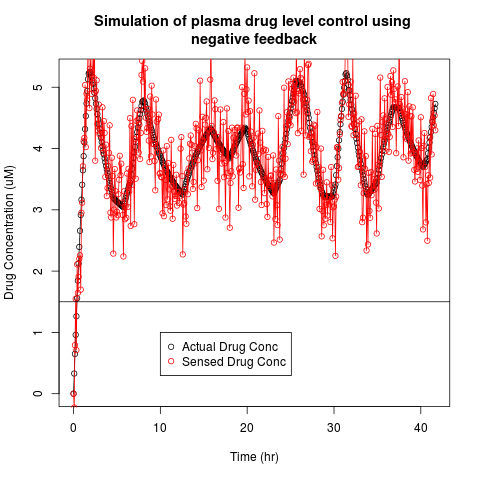 Simulation of plasma drug level control using
negative feedback
Drug Concentration (uM)
5
4
3
2
1
0
Actual Drug Conc
Sensed Drug Conc
0 10 20 30 40
Time (hr)